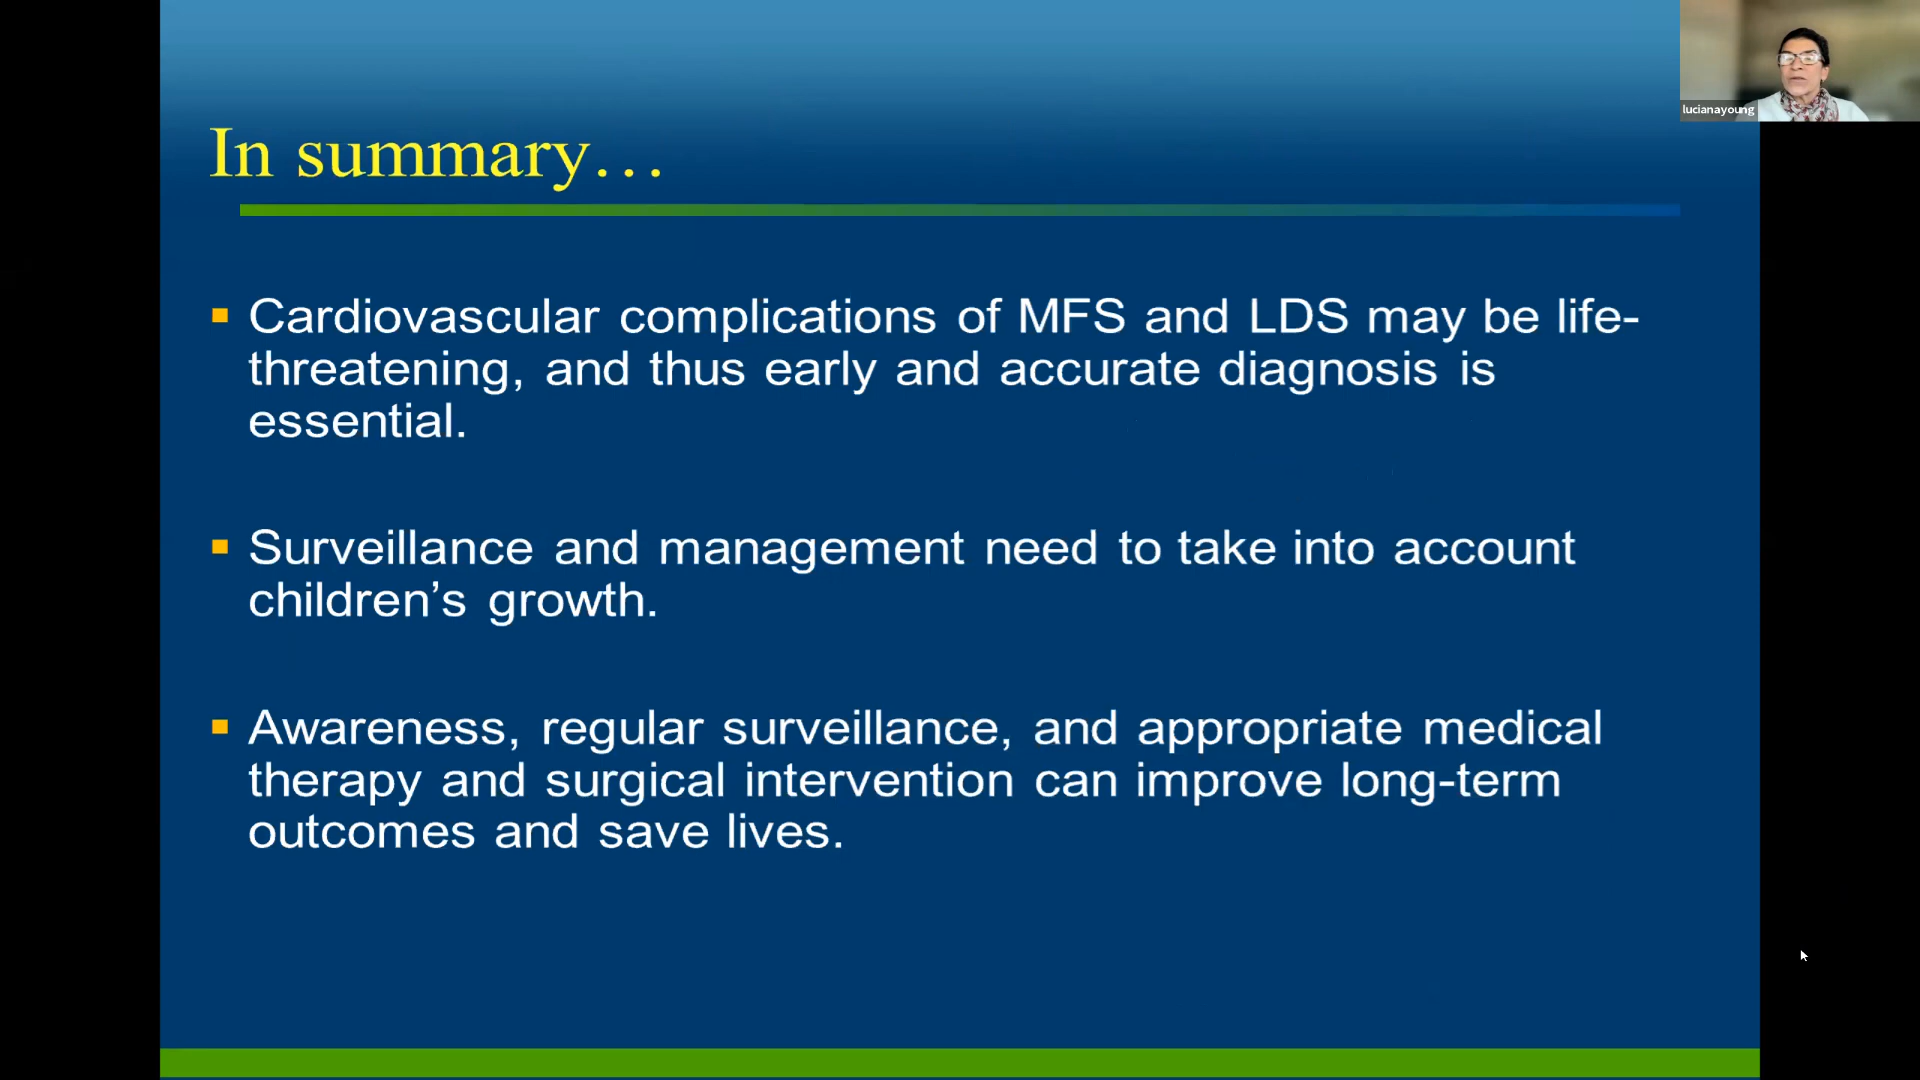 lucianayoung
In summary…
Cardiovascular complications of MFS and LDS may be life-
threatening, and thus early and accurate diagnosis is
essential.
Surveillance and management need to take into account
children’s growth.
Awareness, regular surveillance, and appropriate medical
therapy and surgical intervention can improve long-term
outcomes and save lives.